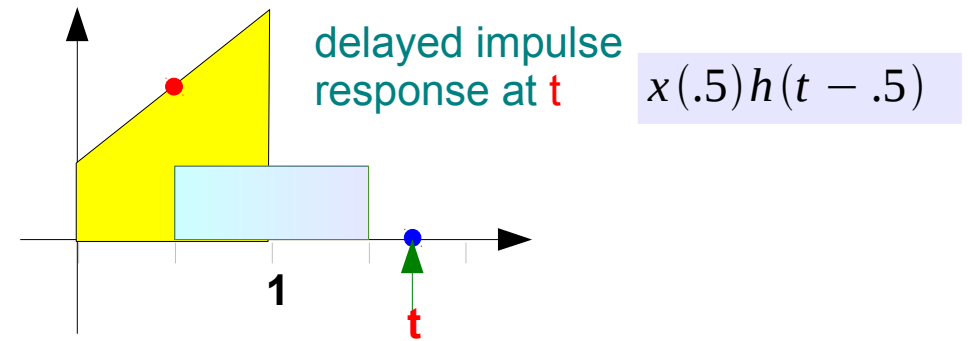 delayed impulse
response at t
x(.5)h(t − .5)
1
t